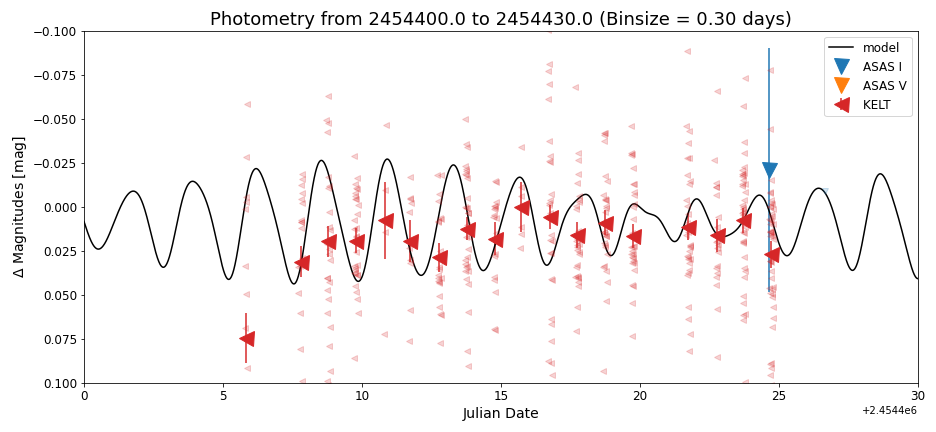 Photometry from 2454400.0 to 2454430.0 (Binsize = 0.30 days)
Δ Magnitudes [mag]
−0.100
−0.075
−0.050
−0.025
0.000
0.025
0.050
0.075
0.100
model
ASAS I
ASAS V
KELT
0 5 10 15 20 25 30
Julian Date
+2.4544e6